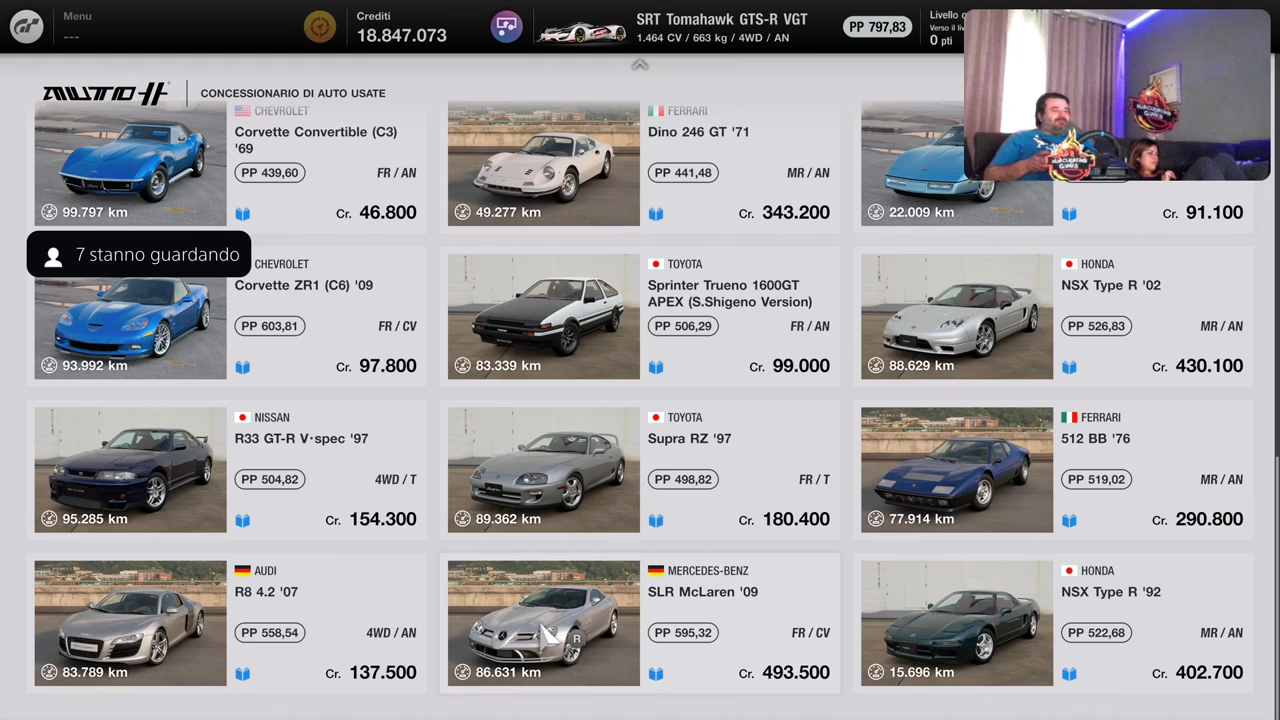 Menu
---
Crediti
18.847.073
SRT Tomahawk GTS-R VGT
1.464 CV / 663 kg / 4WD / AN
PP 797,83
Livello
Verso il liv
0 pti
AUTO
CONCESSIONARIO DI AUTO USATE
CHEVROLET
Corvette Convertible (C3)
'69
PP 439,60
FR / AN
99.797 km
Cr. 46.800
FERRARI
Dino 246 GT '71
PP 441,48
MR / AN
49.277 km
Cr. 343.200
22.009 km
Cr. 91.100
7 stanno guardando
CHEVROLET
Corvette ZR1 (C6) '09
PP 603,81
FR / CV
93.992 km
Cr. 97.800
TOYOTA
Sprinter Trueno 1600GT
APEX (S.Shigeno Version)
PP 506,29
FR / AN
83.339 km
Cr. 99.000
HONDA
NSX Type R '02
PP 526,83
MR / AN
88.629 km
Cr. 430.100
NISSAN
R33 GT-R V・spec '97
PP 504,82
4WD / T
95.285 km
Cr. 154.300
TOYOTA
Supra RZ '97
PP 498,82
FR / T
89.362 km
Cr. 180.400
FERRARI
512 BB '76
PP 519,02
MR / AN
77.914 km
Cr. 290.800
AUDI
R8 4.2 '07
PP 558,54
4WD / AN
83.789 km
Cr. 137.500
MERCEDES-BENZ
SLR McLaren '09
PP 595,32
FR / CV
R
86.631 km
Cr. 493.500
HONDA
NSX Type R '92
PP 522,68
MR / AN
15.696 km
Cr. 402.700